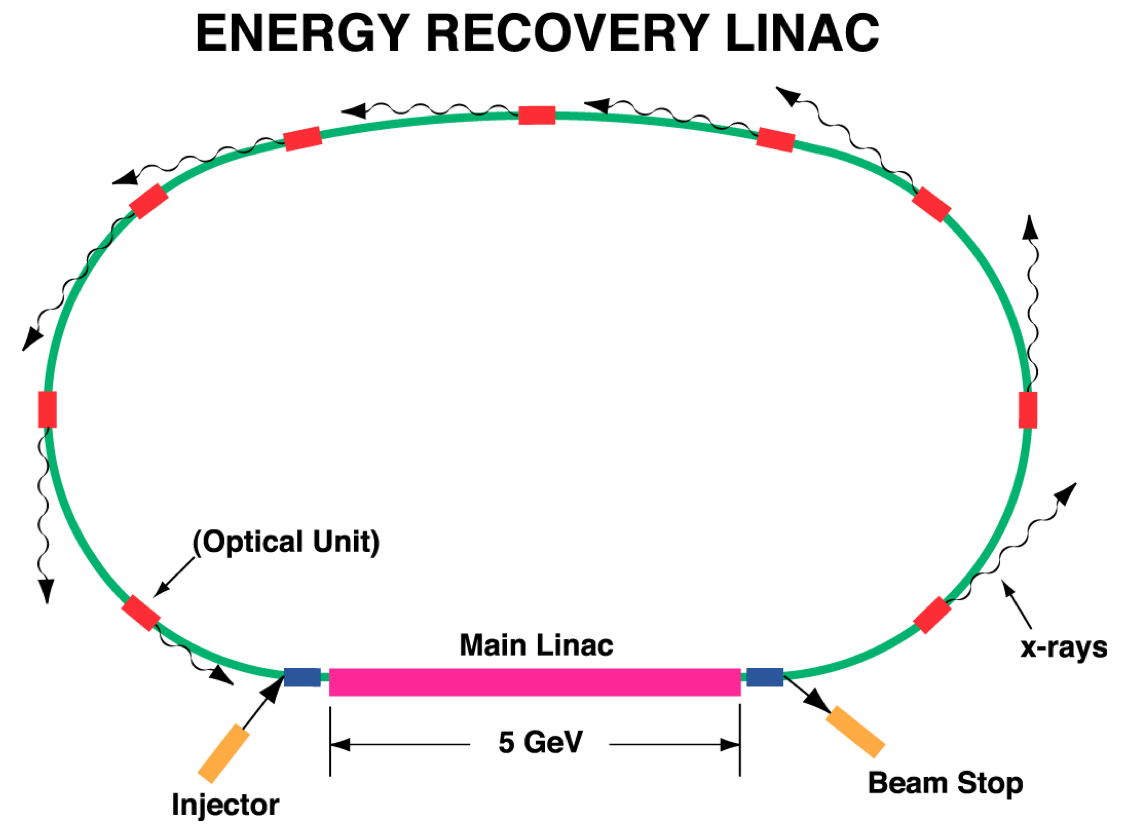 ENERGY RECOVERY LINAC
(Optical Unit)
Main Linac
x-rays
5 GeV
Injector
Beam Stop